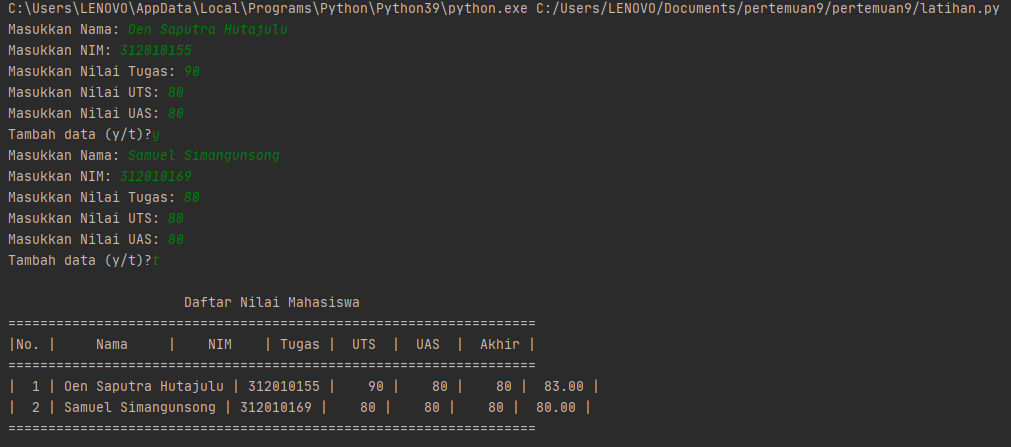 C:\Users\LENOVO\AppData\Local\Programs\Python\Python39\python.exe C:/Users/LENOVO/Documents/pertemuan9/pertemuan9/latihan.py
Masukkan Nama: Oen Saputra Hutajulu
Masukkan NIM: 312010155
Masukkan Nilai Tugas: 90
Masukkan Nilai UTS: 80
Masukkan Nilai UAS: 80
Tambah data (y/t)?y
Masukkan Nama: Samuel Simangunsong
Masukkan NIM: 312010169
Masukkan Nilai Tugas: 80
Masukkan Nilai UTS: 80
Masukkan Nilai UAS: 80
Tambah data (y/t)?t
                      Daftar Nilai Mahasiswa
==================================================================
|No. |     Nama     |    NIM    | Tugas |  UTS  |  UAS  |  Akhir |
==================================================================
|  1 | Oen Saputra Hutajulu | 312010155 |    90 |    80 |    80 |  83.00 |
|  2 | Samuel Simangunsong | 312010169 |    80 |    80 |    80 |  80.00 |
==================================================================